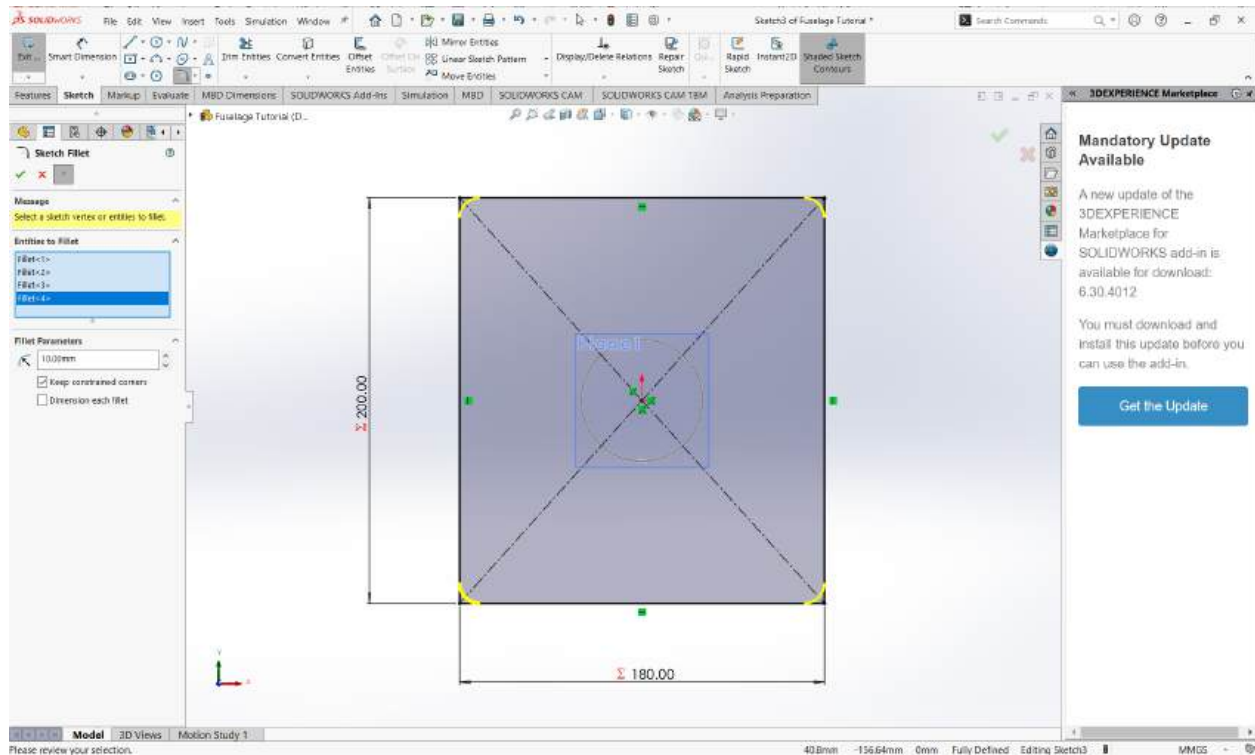 SOLIDWORKS File Edit View Insert Tools Simulation Window Sketch3 of Fuselage Tutorial * Search Commands
Exit... Smart Dimension Trim Entities Convert Entities Offset Entities Mirror Entities Display/Delete Relations Repair Sketch Rapid Sketch Instant2D Shaded Sketch Contours
Linear Sketch Pattern
Move Entities
Features Sketch Markup Evaluate MBD Dimensions SOLIDWORKS Add-Ins Simulation MBD SOLIDWORKS CAM SOLIDWORKS CAM TBM Analysis Preparation
3DEXPERIENCE Marketplace
Fuselage Tutorial (D...
Sketch Fillet
Message
Select a sketch vertex or entities to fillet.
Entities to Fillet
Fillet<1>
Fillet<2>
Fillet<3>
Fillet<4>
Fillet Parameters
10.00mm
Keep constrained corners
Dimension each fillet
Plane1
Σ 200.00
Σ 180.00
Y
X
Mandatory Update
Available
A new update of the
3DEXPERIENCE
Marketplace for
SOLIDWORKS add-in is
available for download:
6.30.4012
You must download and
install this update before you
can use the add-in.
Get the Update
Model 3D Views Motion Study 1
Please review your selection. 40.8mm -156.64mm 0mm Fully Defined Editing Sketch3 MMGS